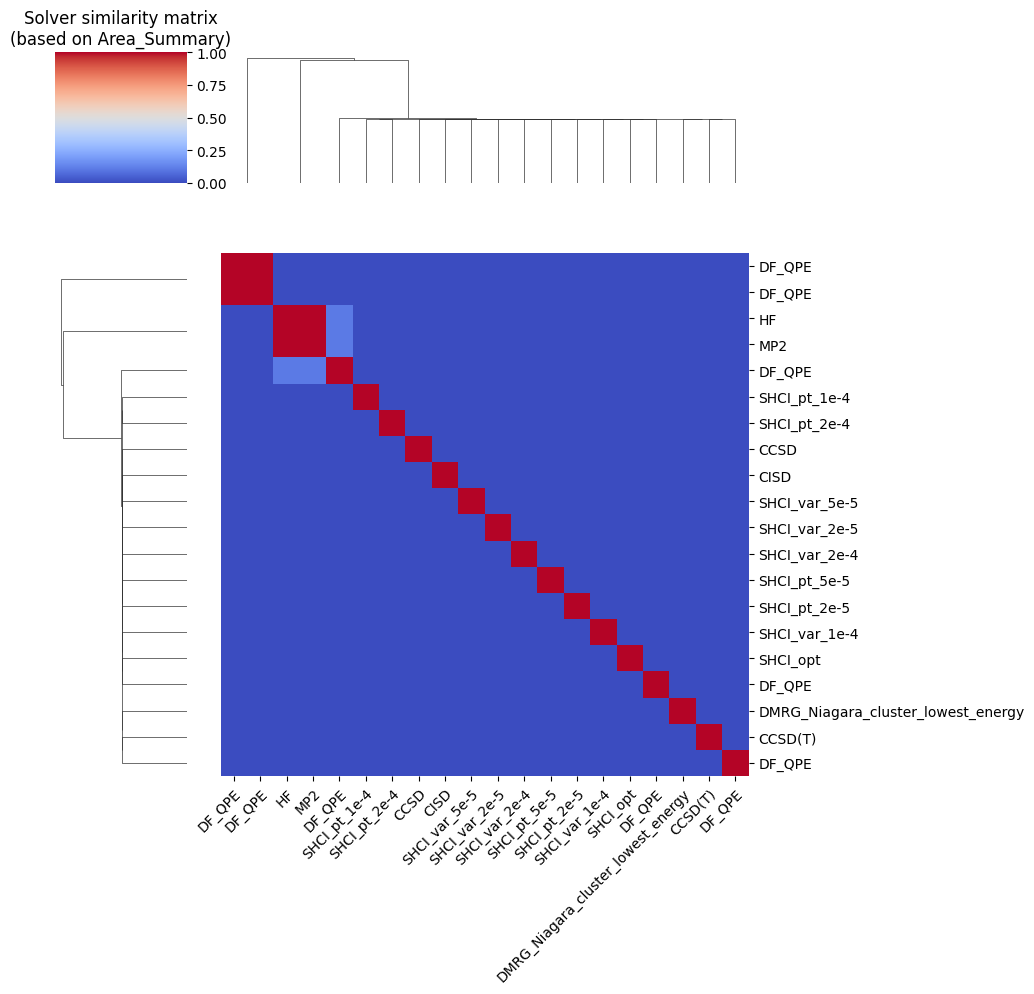 Solver similarity matrix
(based on Area_Summary)
1.00
0.75
0.50
0.25
0.00
DF_QPE
DF_QPE
HF
MP2
DF_QPE
SHCI_pt_1e-4
SHCI_pt_2e-4
CCSD
CISD
SHCI_var_5e-5
SHCI_var_2e-5
SHCI_var_2e-4
SHCI_pt_5e-5
SHCI_pt_2e-5
SHCI_var_1e-4
SHCI_opt
DF_QPE
DMRG_Niagara_cluster_lowest_energy
CCSD(T)
DF_QPE
DF_QPE
DF_QPE
HF
MP2
DF_QPE
SHCI_pt_1e-4
SHCI_pt_2e-4
CCSD
CISD
SHCI_var_5e-5
SHCI_var_2e-5
SHCI_var_2e-4
SHCI_pt_5e-5
SHCI_pt_2e-5
SHCI_var_1e-4
SHCI_opt
DF_QPE
DMRG_Niagara_cluster_lowest_energy
CCSD(T)
DF_QPE